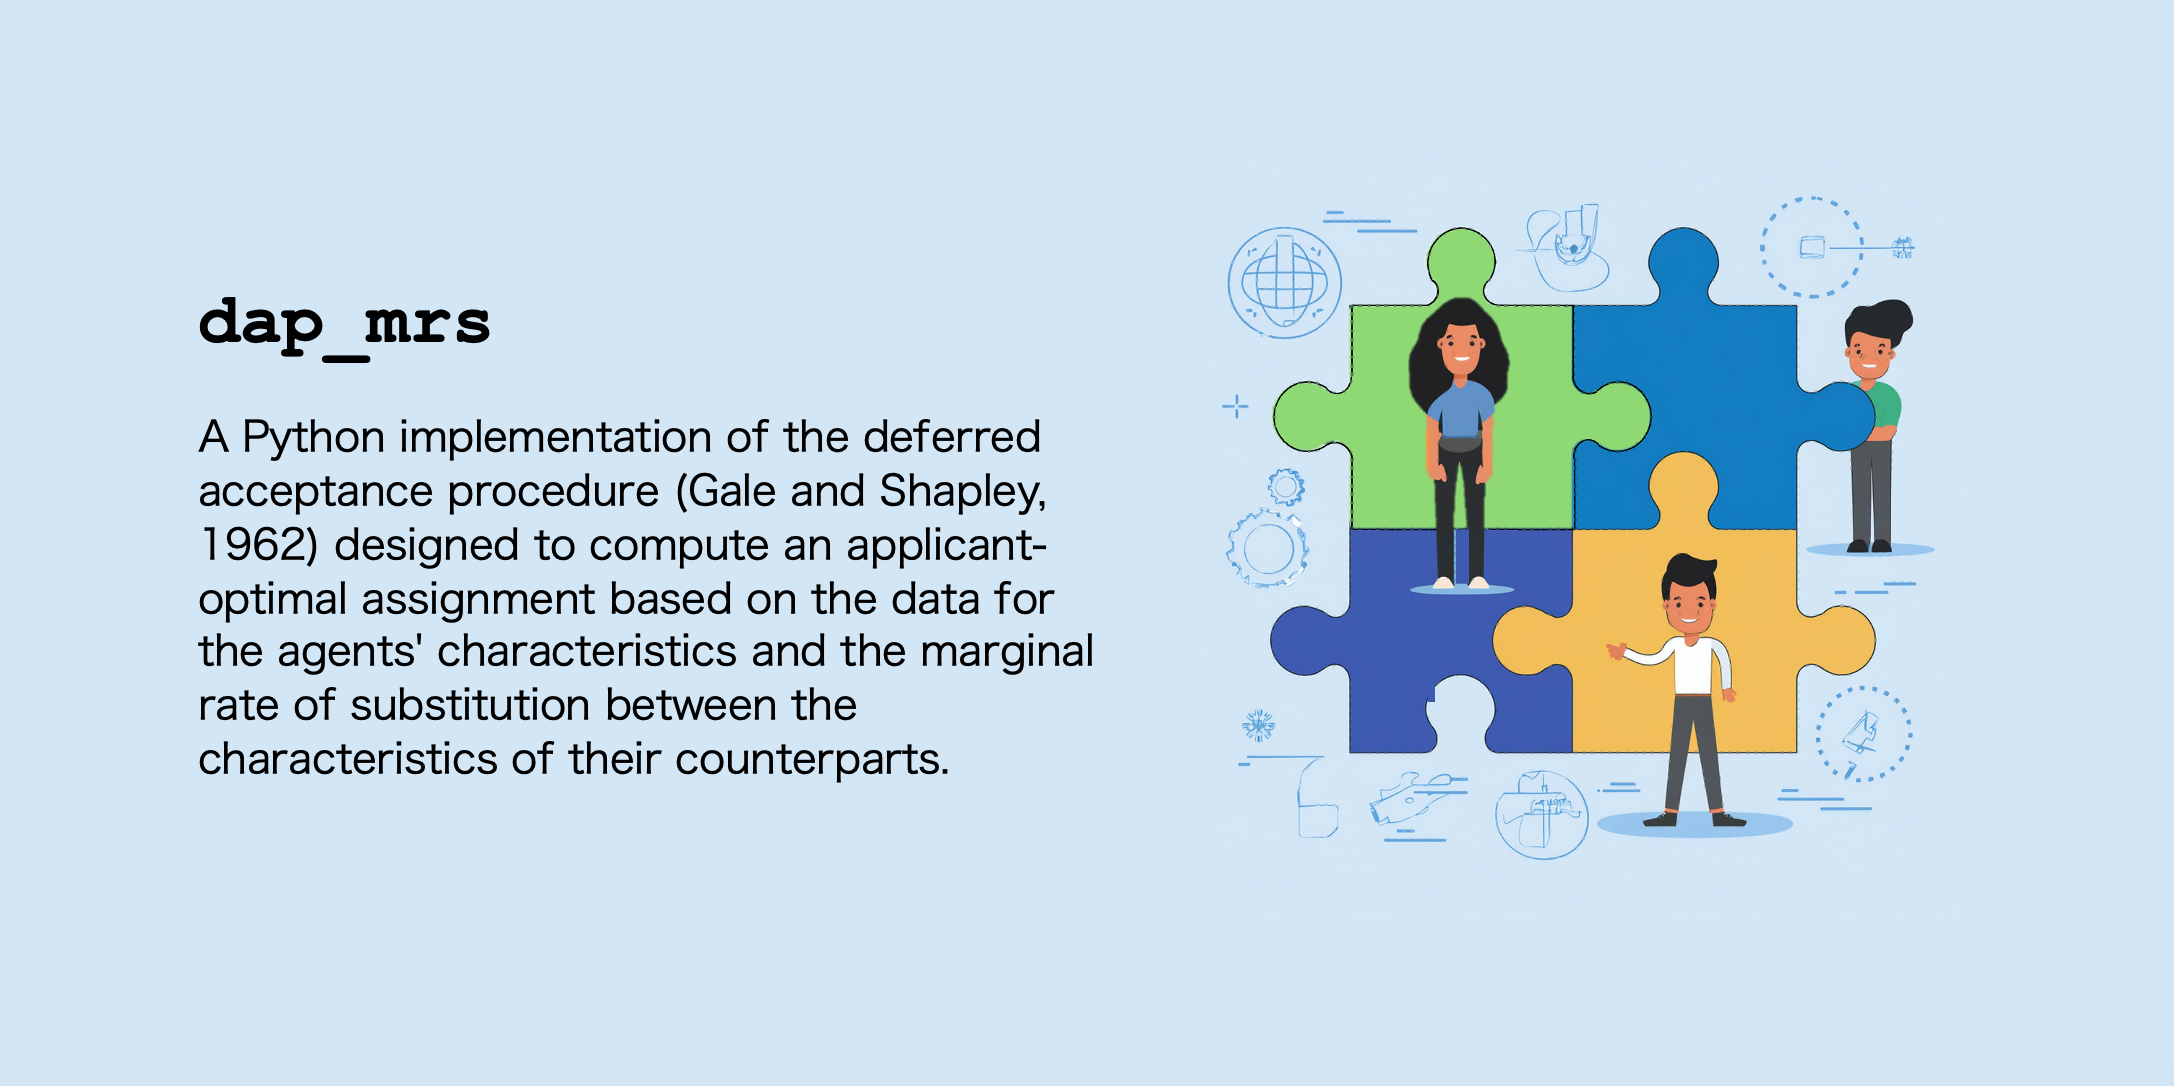 dap_mrs
A Python implementation of the deferred
acceptance procedure (Gale and Shapley,
1962) designed to compute an applicant-
optimal assignment based on the data for
the agents' characteristics and the marginal
rate of substitution between the
characteristics of their counterparts.